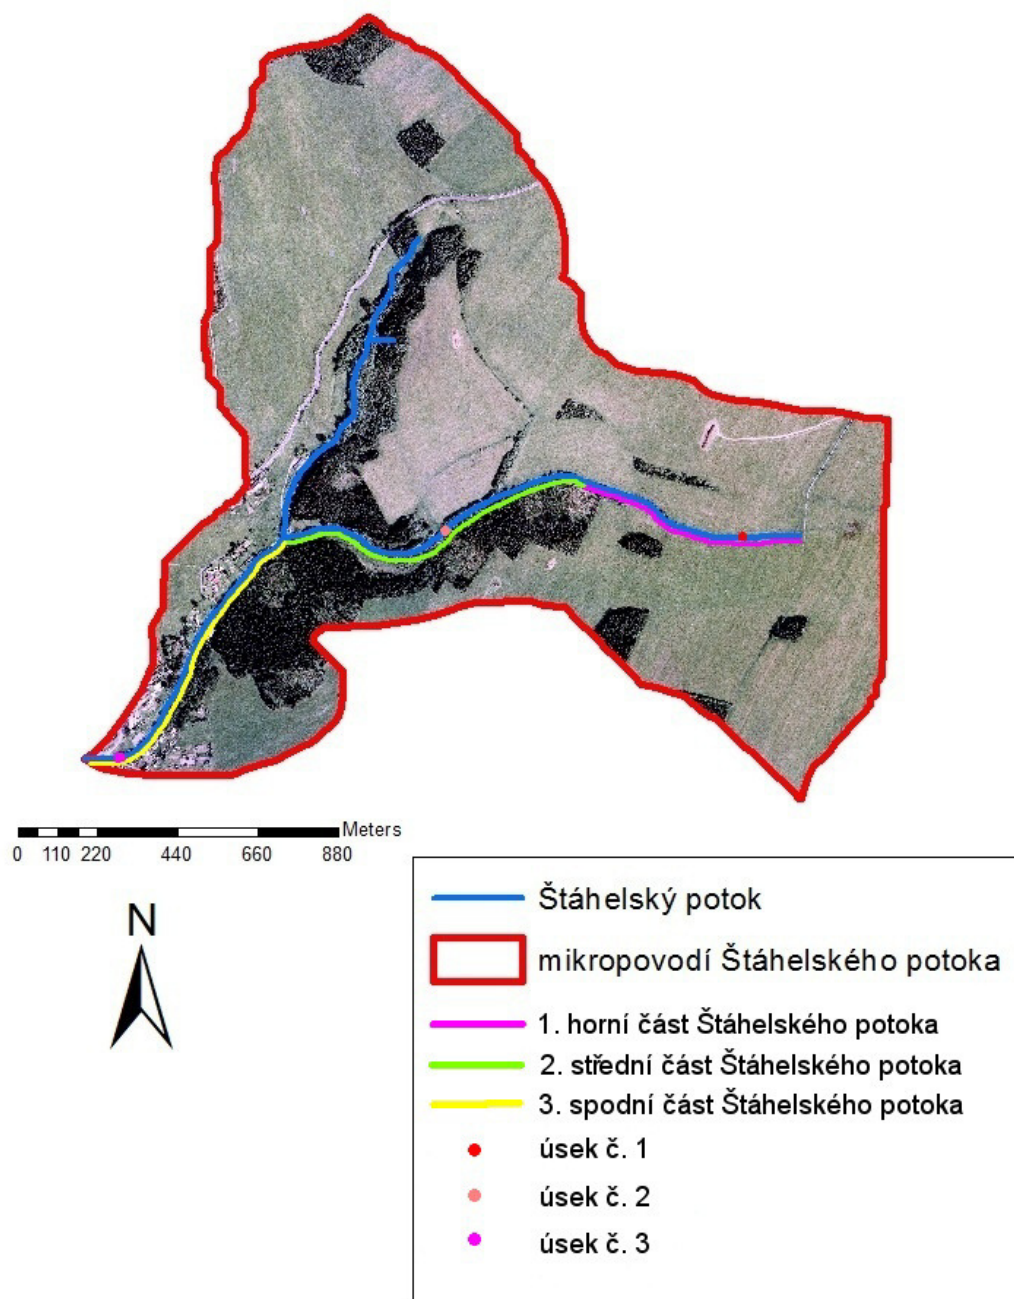 Meters
0 110 220 440 660 880
N
Štáhelský potok
mikropovodí Štáhelského potoka
1. horní část Štáhelského potoka
2. střední část Štáhelského potoka
3. spodní část Štáhelského potoka
úsek č. 1
úsek č. 2
úsek č. 3